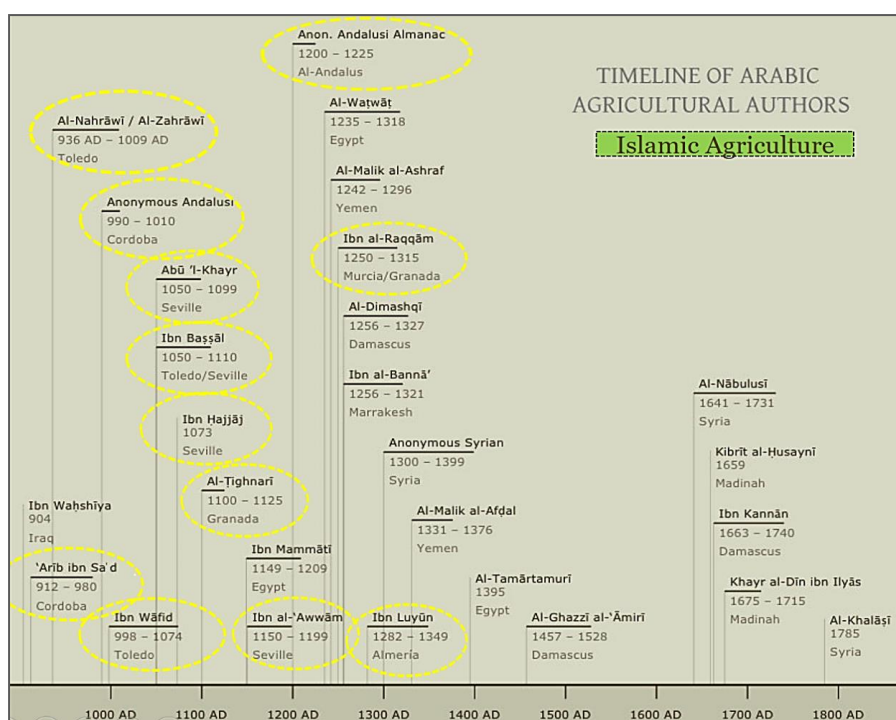 TIMELINE OF ARABIC
AGRICULTURAL AUTHORS
Islamic Agriculture
Anon. Andalusi Almanac
1200 – 1225
Al-Andalus
Al-Nahrāwī / Al-Zahrāwī
936 AD – 1009 AD
Toledo
Al-Waṭwāṭ
1235 – 1318
Egypt
Al-Malik al-Ashraf
1242 – 1296
Yemen
Anonymous Andalusi
990 – 1010
Cordoba
Ibn al-Raqqām
1250 – 1315
Murcia/Granada
Abū ’l-Khayr
1050 – 1099
Seville
Al-Dimashqī
1256 – 1327
Damascus
Ibn Baṣṣāl
1050 – 1110
Toledo/Seville
Ibn al-Bannā’
1256 – 1321
Marrakesh
Al-Nābulusī
1641 – 1731
Syria
Ibn Ḥajjāj
1073
Seville
Anonymous Syrian
1300 – 1399
Syria
Kibrīt al-Ḥusaynī
1659
Madinah
Al-Ṭighnarī
1100 – 1125
Granada
Ibn Waḥshīya
904
Iraq
Al-Malik al-Afḍal
1331 – 1376
Yemen
Ibn Kannān
1663 – 1740
Damascus
Ibn Mammātī
1149 – 1209
Egypt
‘Arīb ibn Sa‘d
912 – 980
Cordoba
Al-Tamārtamurī
1395
Egypt
Khayr al-Dīn ibn Ilyās
1675 – 1715
Madinah
Ibn Wāfid
998 – 1074
Toledo
Ibn al-‘Awwām
1150 – 1199
Seville
Ibn Luyūn
1282 – 1349
Almería
Al-Ghazzī al-‘Āmirī
1457 – 1528
Damascus
Al-Khalāṣī
1785
Syria
1000 AD 1100 AD 1200 AD 1300 AD 1400 AD 1500 AD 1600 AD 1700 AD 1800 AD